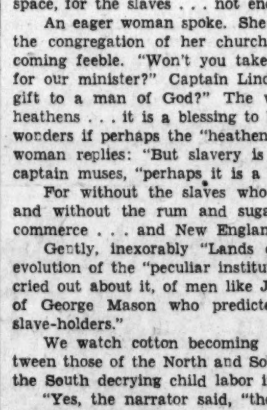 space, for the slaves . . . not en
An eager woman spoke. She
the congregation of her church
coming feeble. "Won't you take
for our minister?" Captain Linc
gift to a man of God?" The
heathens . . . it is a blessing to
wonders if perhaps the "heathen
woman replies: "But slavery is
captain muses, "perhaps it is a
For without the slaves who
and without the rum and suga
commerce . . . and New England
Gently, inexorably "Lands
evolution of the "peculiar institu
cried out about it, of men like J
of George Mason who predicte
slave-holders."
We watch cotton becoming
tween those of the North and So
the South decrying child labor i
"Yes, the narrator said, "the